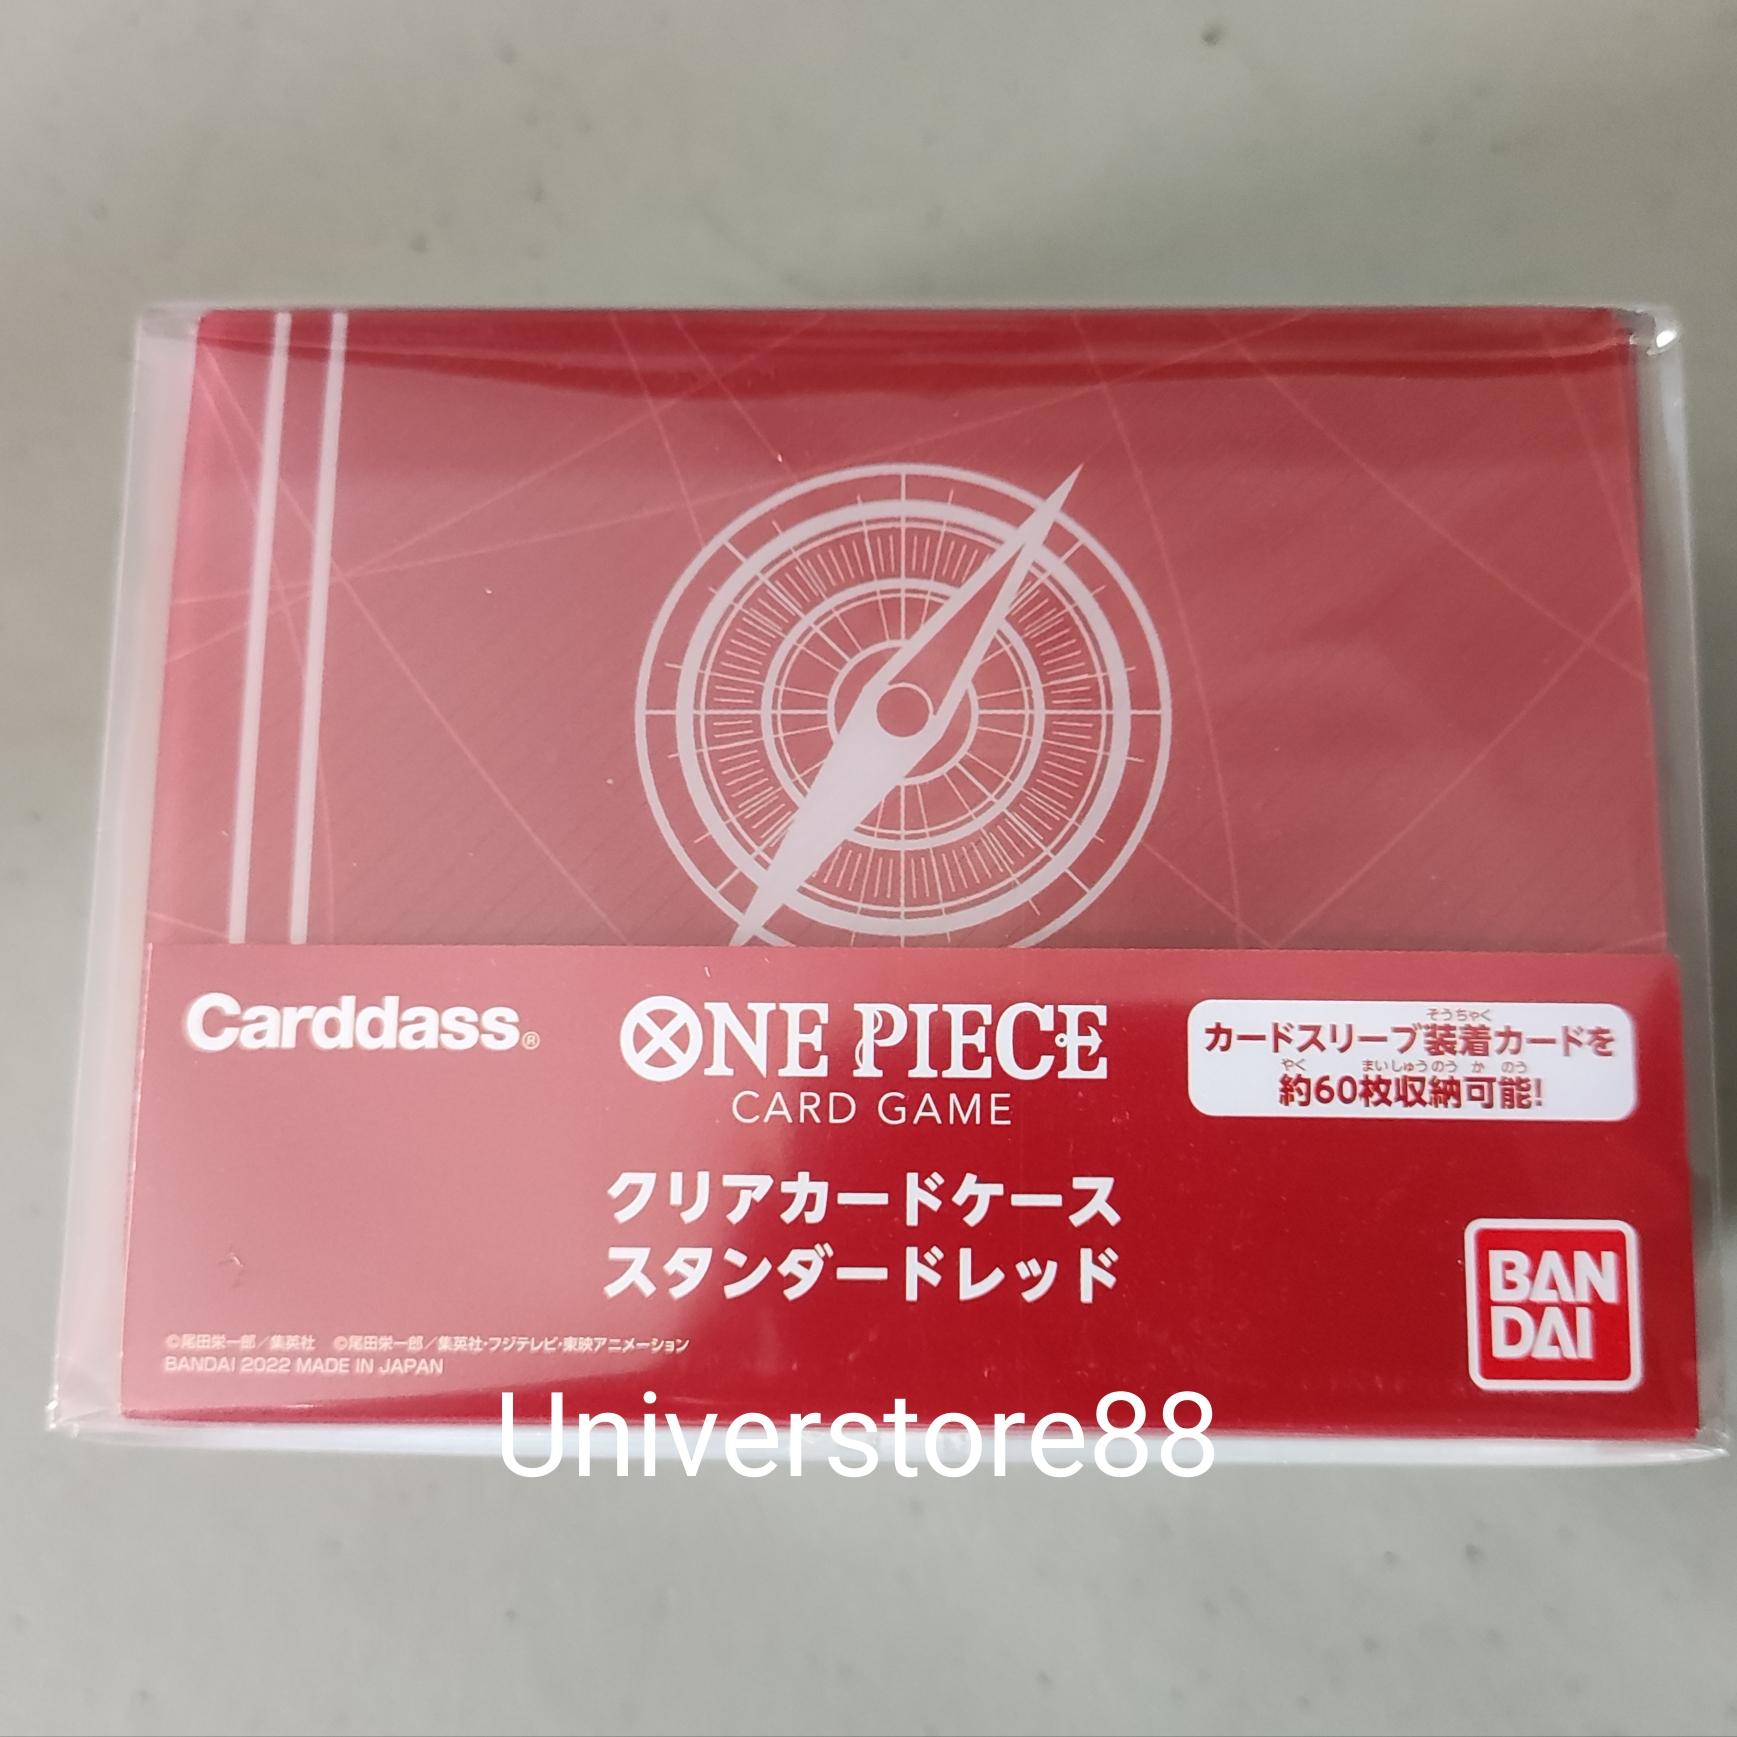 Carddass®
ONE PIECE
CARD GAME
そうちゃく
カードスリーブ装着カードを
やく まいしゅうのう か のう
約60枚収納可能!
クリアカードケース
スタンダードレッド
BAN
DAI
©尾田栄一郎/集英社 ©尾田栄一郎/集英社・フジテレビ・東映アニメーション
BANDAI 2022 MADE IN JAPAN
Universtore88